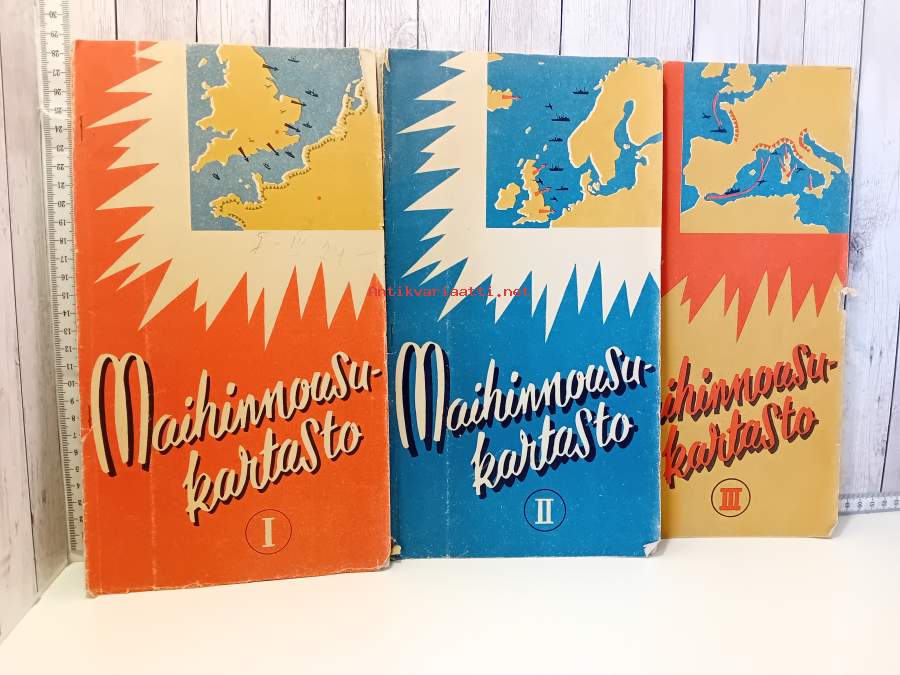 Maihinnousu-
kartasto
I
Maihinnousu-
kartasto
II
aihinnousu-
kartasto
III
Antikvariaatti.net